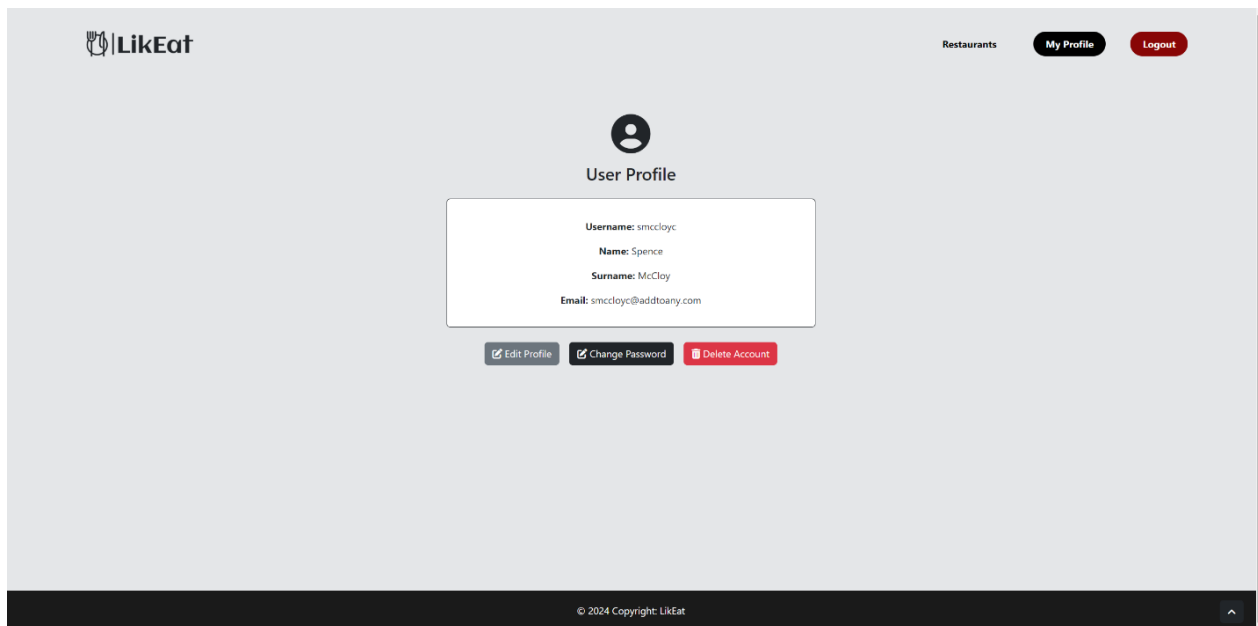 LikEat
Restaurants
My Profile
Logout
User Profile
Username: smccloyc
Name: Spence
Surname: McCloy
Email: smccloyc@addtoany.com
Edit Profile
Change Password
Delete Account
© 2024 Copyright: LikEat